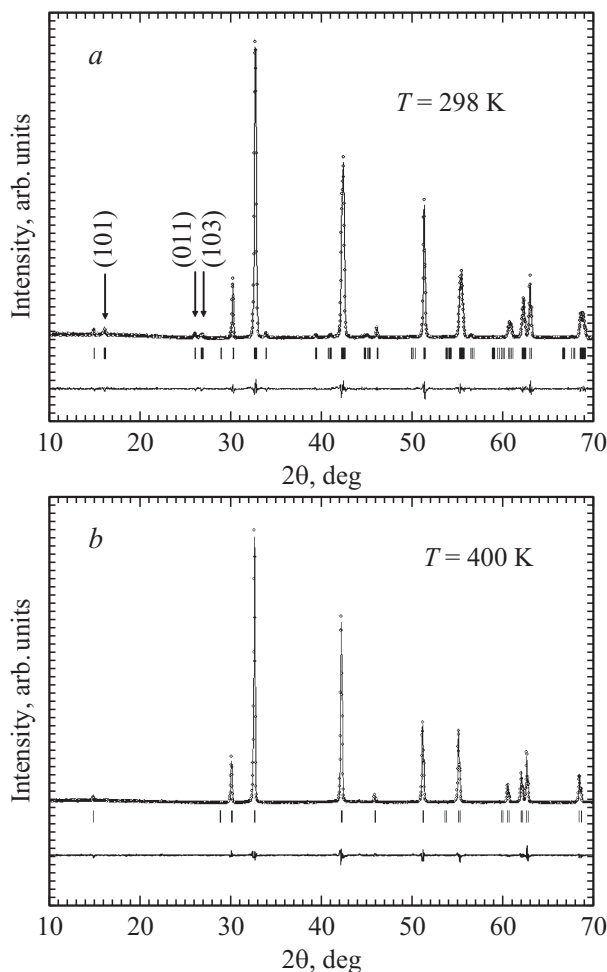 a
T = 298 K
Intensity, arb. units
(101)
(011)
(103)
10 20 30 40 50 60 70
2θ, deg
b
T = 400 K
Intensity, arb. units
10 20 30 40 50 60 70
2θ, deg